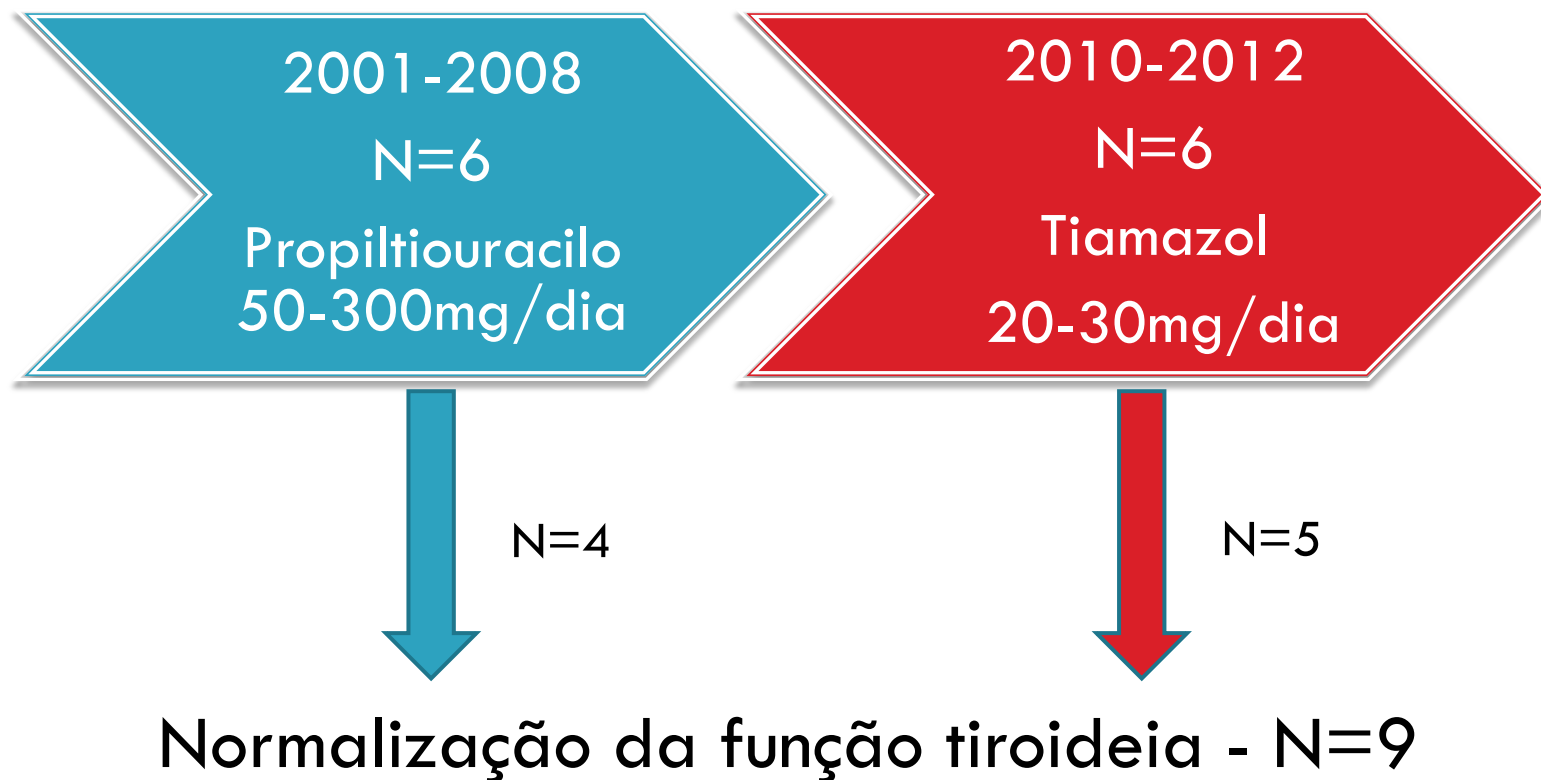 2001-2008
N=6
Propiltiouracilo
50-300mg/dia
2010-2012
N=6
Tiamazol
20-30mg/dia
N=4
N=5
Normalização da função tiroideia - N=9